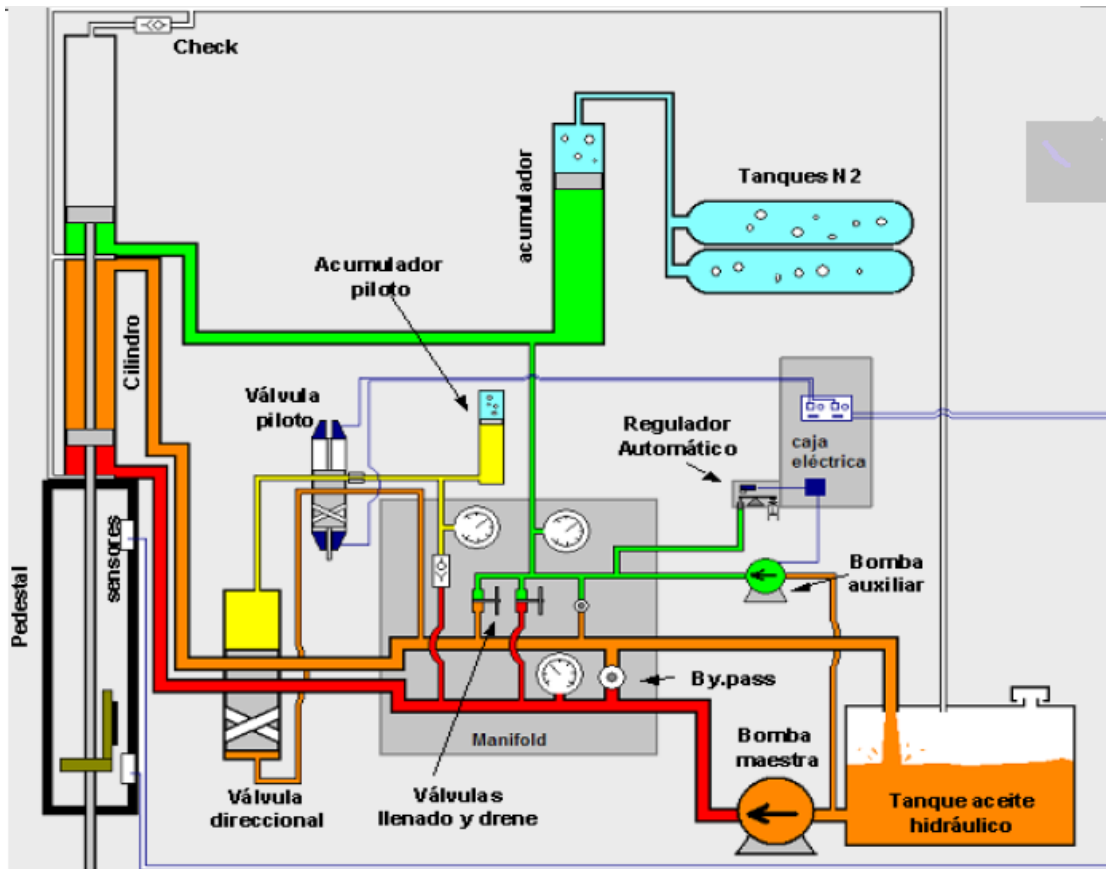 Check
Tanques N2
acumulador
Acumulador
piloto
Cilindro
Válvula
piloto
Regulador
Automático
caja
eléctrica
sensores
Pedestal
Bomba
auxiliar
By.pass
Manifold
Bomba
maestra
Válvula
direccional
Válvulas
llenado y drene
Tanque aceite
hidráulico